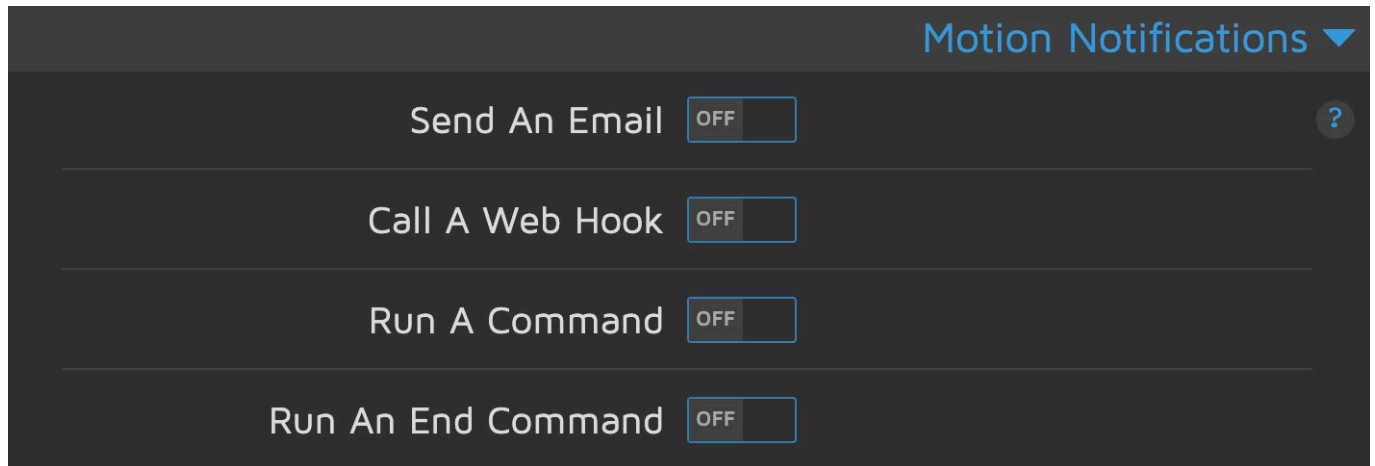 Motion Notifications
Send An Email OFF ?
Call A Web Hook OFF
Run A Command OFF
Run An End Command OFF